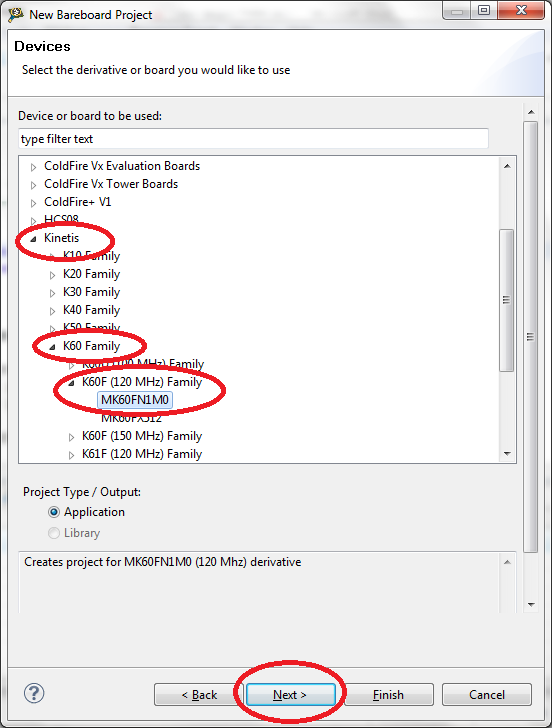 New Bareboard Project
Devices
Select the derivative or board you would like to use
Device or board to be used:
type filter text
ColdFire Vx Evaluation Boards
ColdFire Vx Tower Boards
ColdFire+ V1
HCS08
Kinetis
K10 Family
K20 Family
K30 Family
K40 Family
K50 Family
K60 Family
K60D (100 MHz) Family
K60F (120 MHz) Family
MK60FN1M0
MK60FX512
K60F (150 MHz) Family
K61F (120 MHz) Family
Project Type / Output:
Application
Library
Creates project for MK60FN1M0 (120 Mhz) derivative
? < Back Next > Finish Cancel